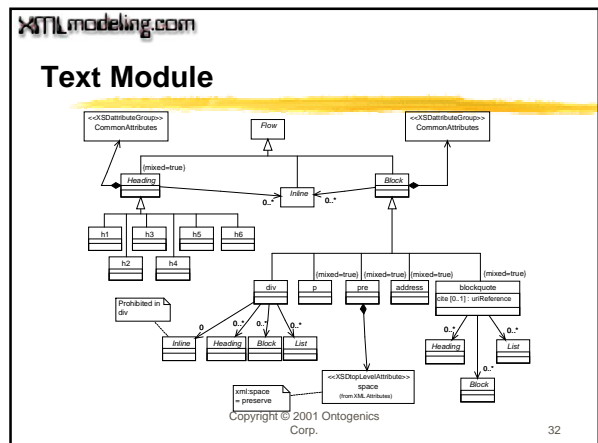 XMLmodeling.com
Text Module
<<XSDattributeGroup>>
CommonAttributes
Flow
<<XSDattributeGroup>>
CommonAttributes
{mixed=true}
Heading
Inline
Block
0..*
0..*
h1
h3
h5
h6
h2
h4
{mixed=true}
{mixed=true}
{mixed=true}
{mixed=true}
div
p
pre
address
blockquote
cite [0..1] : uriReference
Prohibited in
div
0
0..*
0..*
0..*
0..*
0..*
0..*
Inline
Heading
Block
List
Heading
List
Block
<<XSDtopLevelAttribute>>
space
(from XML Attributes)
xml:space
= preserve
Copyright © 2001 Ontogenics
Corp.
32